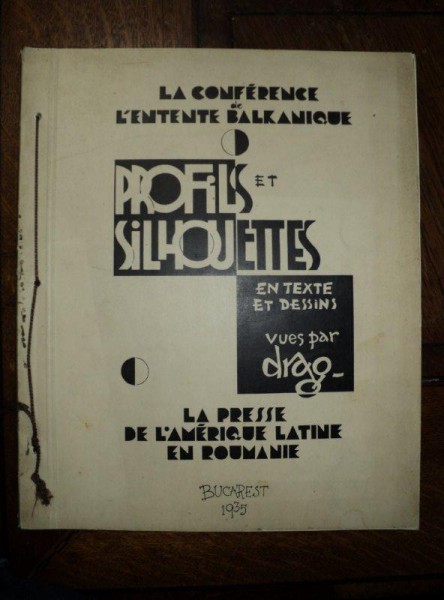 LA CONFÉRENCE
de
L'ENTENTE BALKANIQUE
PROFILS ET
SILHOUETTES
EN TEXTE
ET DESSINS
vues par
drag-
LA PRESSE
DE L'AMÉRIQUE LATINE
EN ROUMANIE
BUCAREST
1935